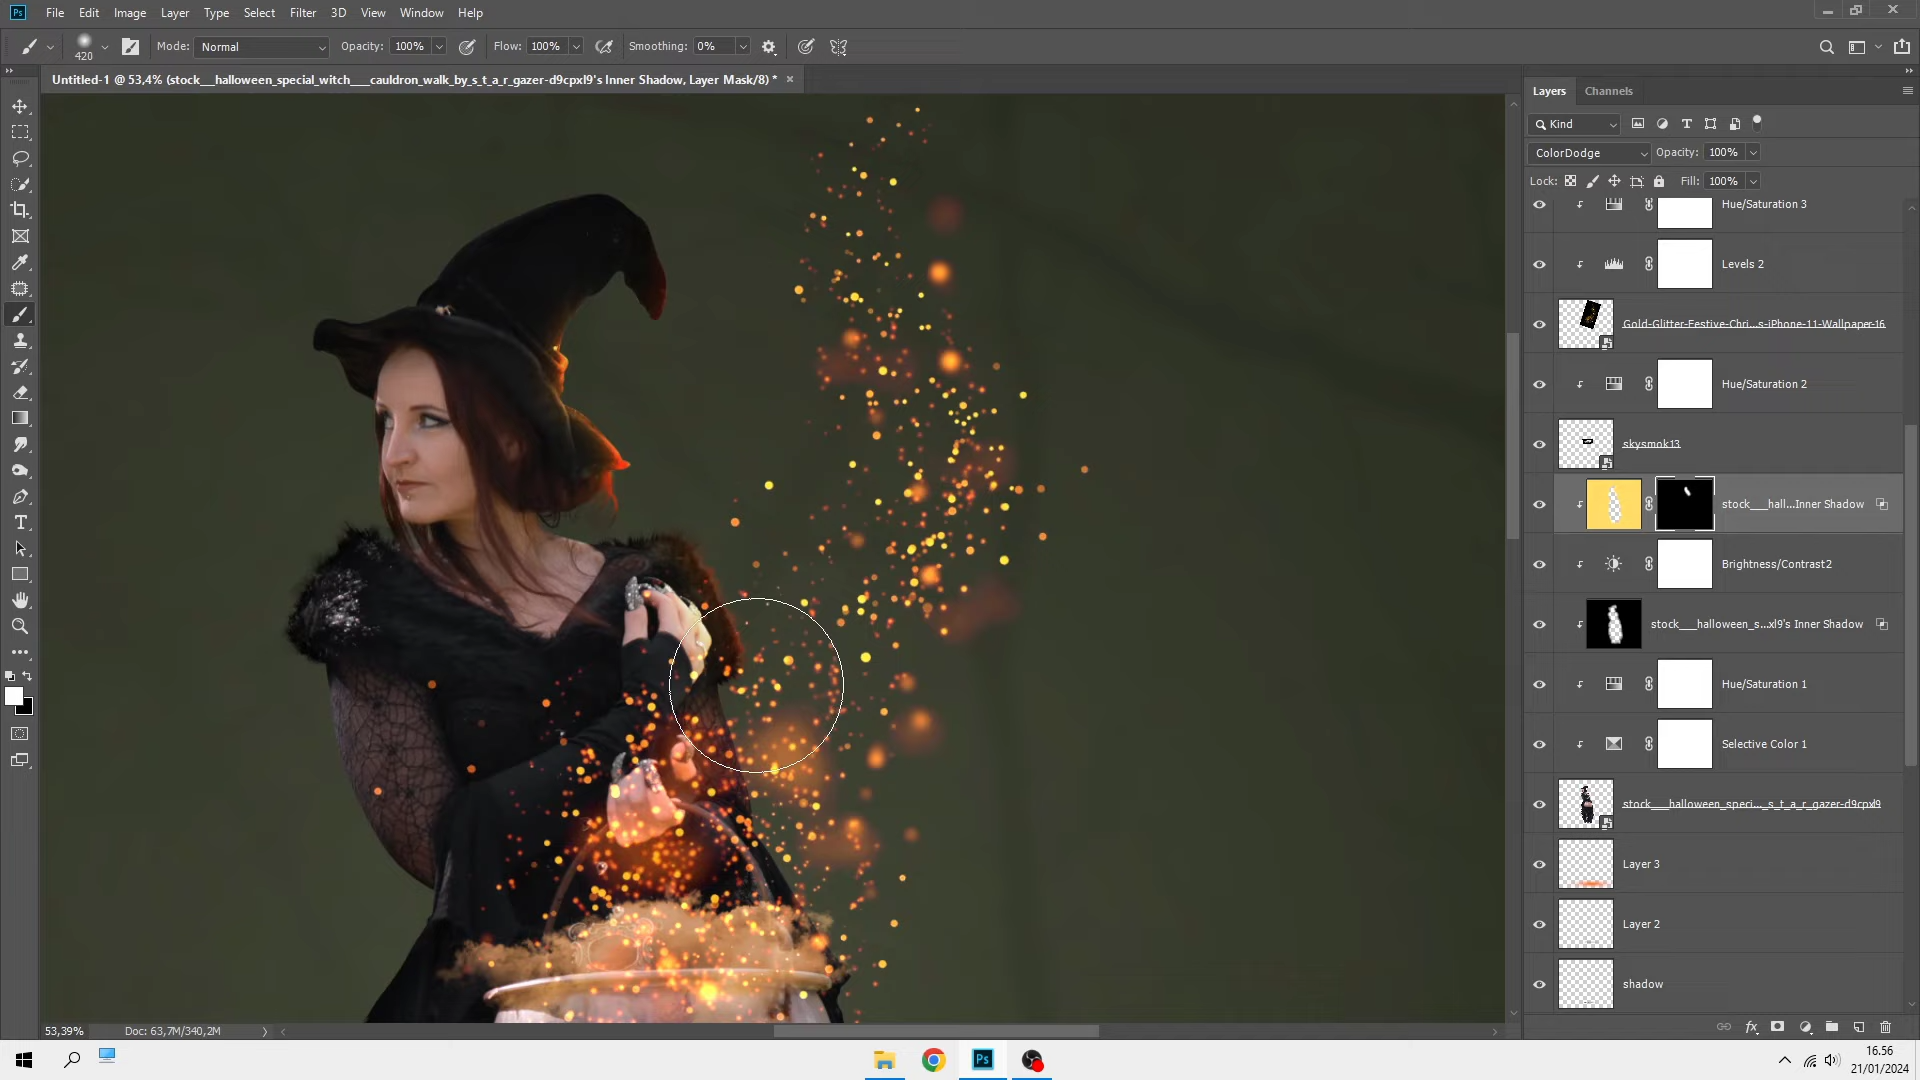 Ps File Edit Image Layer Type Select Filter 3D View Window Help
420 Mode: Normal Opacity: 100% Flow: 100% Smoothing: 0%
Untitled-1 @ 53,4% (stock__halloween_special_witch___cauldron_walk_by_s_t_a_r_gazer-d9cpxl9's Inner Shadow, Layer Mask/8) *
Layers Channels
Kind
ColorDodge Opacity: 100%
Lock: Fill: 100%
Hue/Saturation 3
Levels 2
Gold-Glitter-Festive-Chri...s-iPhone-11-Wallpaper-16
Hue/Saturation 2
skysmok13
stock___hall...Inner Shadow
Brightness/Contrast 2
stock___halloween_s...xl9's Inner Shadow
Hue/Saturation 1
Selective Color 1
stock___halloween_speci..._s_t_a_r_gazer-d9cpxl9
Layer 3
Layer 2
shadow
53,39% Doc: 63,7M/340,2M
fx
Ps
16.56
21/01/2024